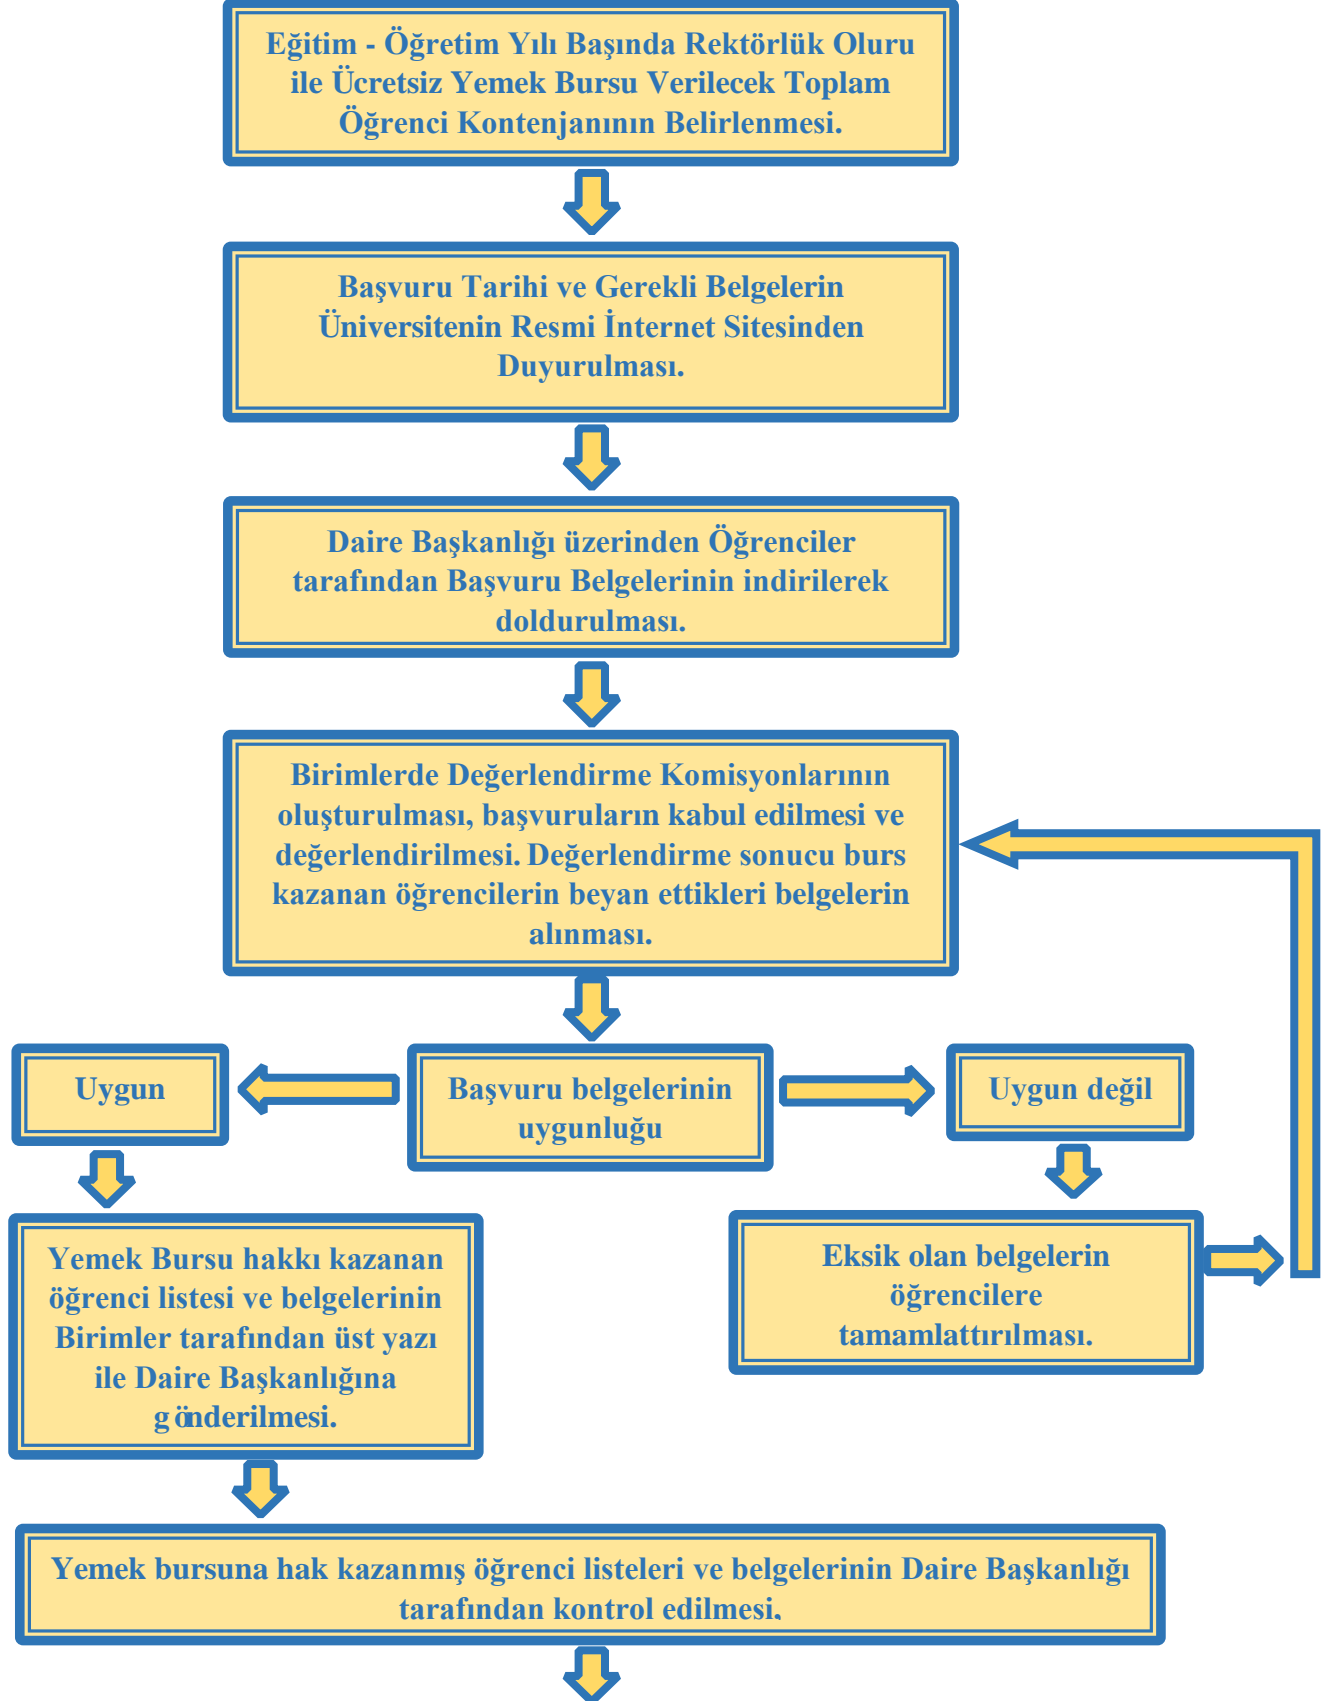 Eğitim - Öğretim Yılı Başında Rektörlük Oluru
ile Ücretsiz Yemek Bursu Verilecek Toplam
Öğrenci Kontenjanının Belirlenmesi.
Başvuru Tarihi ve Gerekli Belgelerin
Üniversitenin Resmi İnternet Sitesinden
Duyurulması.
Daire Başkanlığı üzerinden Öğrenciler
tarafından Başvuru Belgelerinin indirilerek
doldurulması.
Birimlerde Değerlendirme Komisyonlarının
oluşturulması, başvuruların kabul edilmesi ve
değerlendirilmesi. Değerlendirme sonucu burs
kazanan öğrencilerin beyan ettikleri belgelerin
alınması.
Uygun
Başvuru belgelerinin
uygunluğu
Uygun değil
Yemek Bursu hakkı kazanan
öğrenci listesi ve belgelerinin
Birimler tarafından üst yazı
ile Daire Başkanlığına
gönderilmesi.
Eksik olan belgelerin
öğrencilere
tamamlattırılması.
Yemek bursuna hak kazanmış öğrenci listeleri ve belgelerinin Daire Başkanlığı
tarafından kontrol edilmesi,